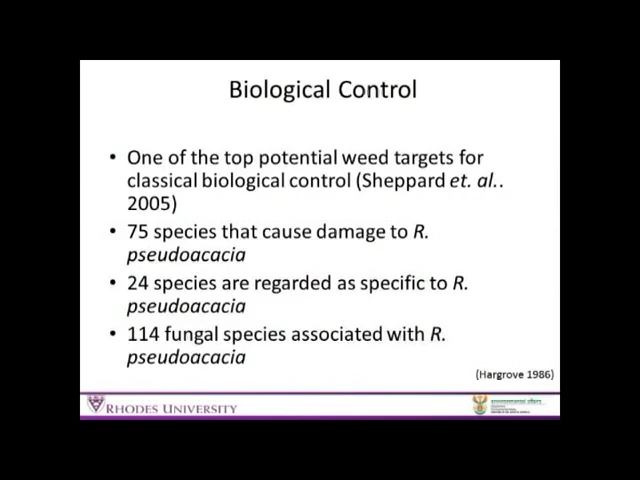 Biological Control
• One of the top potential weed targets for
classical biological control (Sheppard et. al..
2005)
• 75 species that cause damage to R.
pseudoacacia
• 24 species are regarded as specific to R.
pseudoacacia
• 114 fungal species associated with R.
pseudoacacia
(Hargrove 1986)
RHODES UNIVERSITY